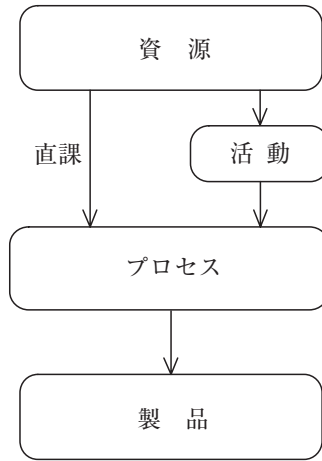 資　源
直課
活 動
プロセス
製　品